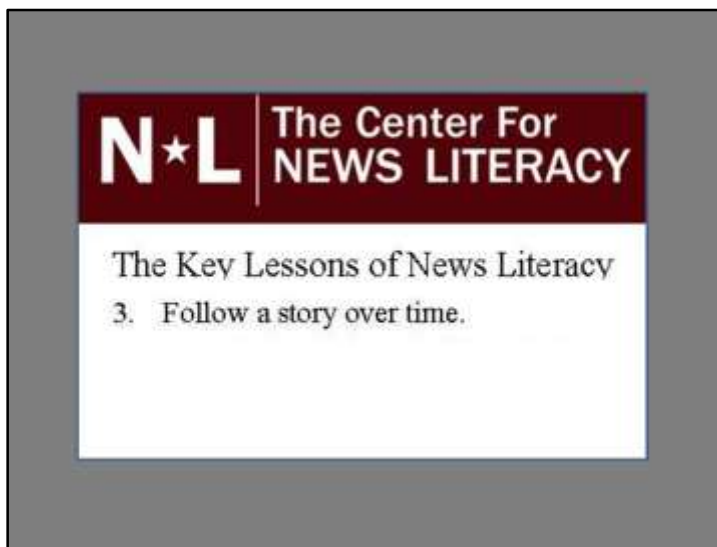 N★L
The Center For
NEWS LITERACY
The Key Lessons of News Literacy
3. Follow a story over time.